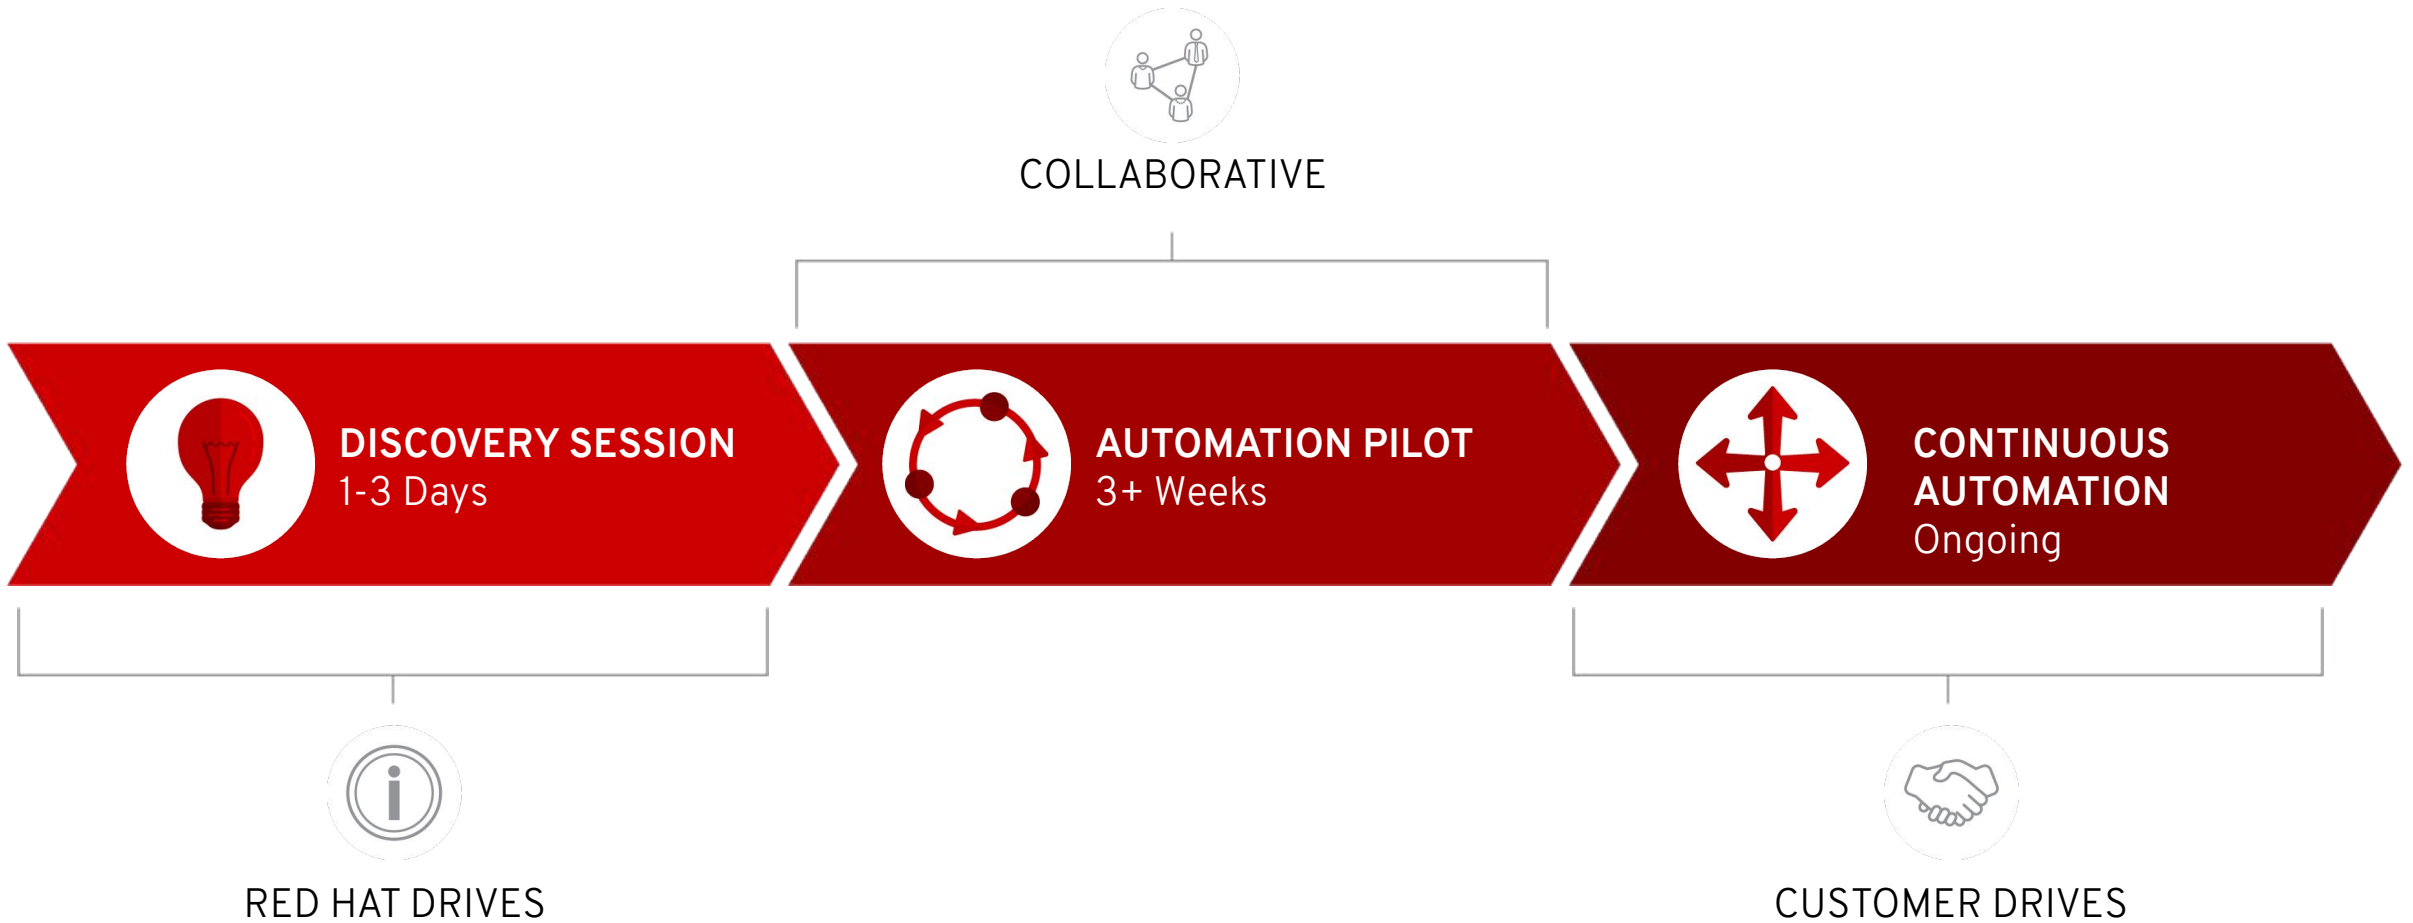 COLLABORATIVE
DISCOVERY SESSION
1-3 Days
AUTOMATION PILOT
3+ Weeks
CONTINUOUS
AUTOMATION
Ongoing
RED HAT DRIVES
CUSTOMER DRIVES